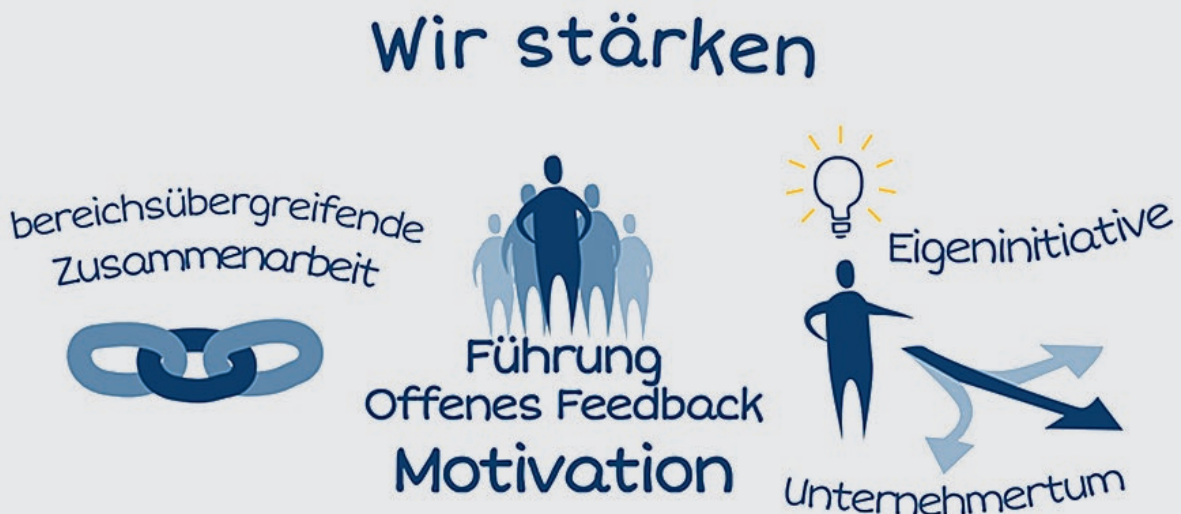 Wir stärken
bereichsübergreifende
Zusammenarbeit
Führung
Offenes Feedback
Motivation
Eigeninitiative
Unternehmertum